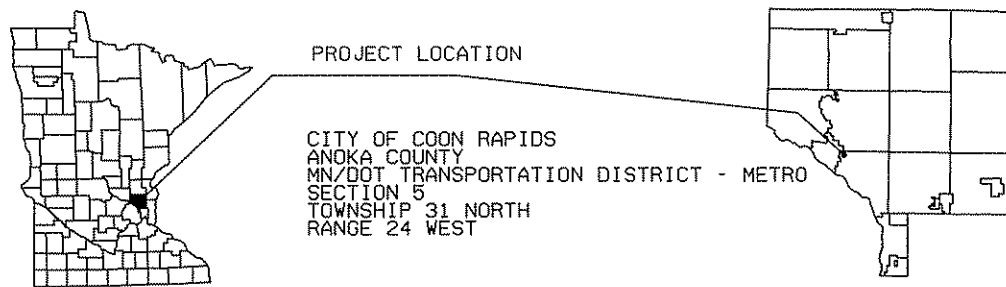 PROJECT LOCATION
CITY OF COON RAPIDS
ANOKA COUNTY
MN/DOT TRANSPORTATION DISTRICT - METRO
SECTION 5
TOWNSHIP 31 NORTH
RANGE 24 WEST